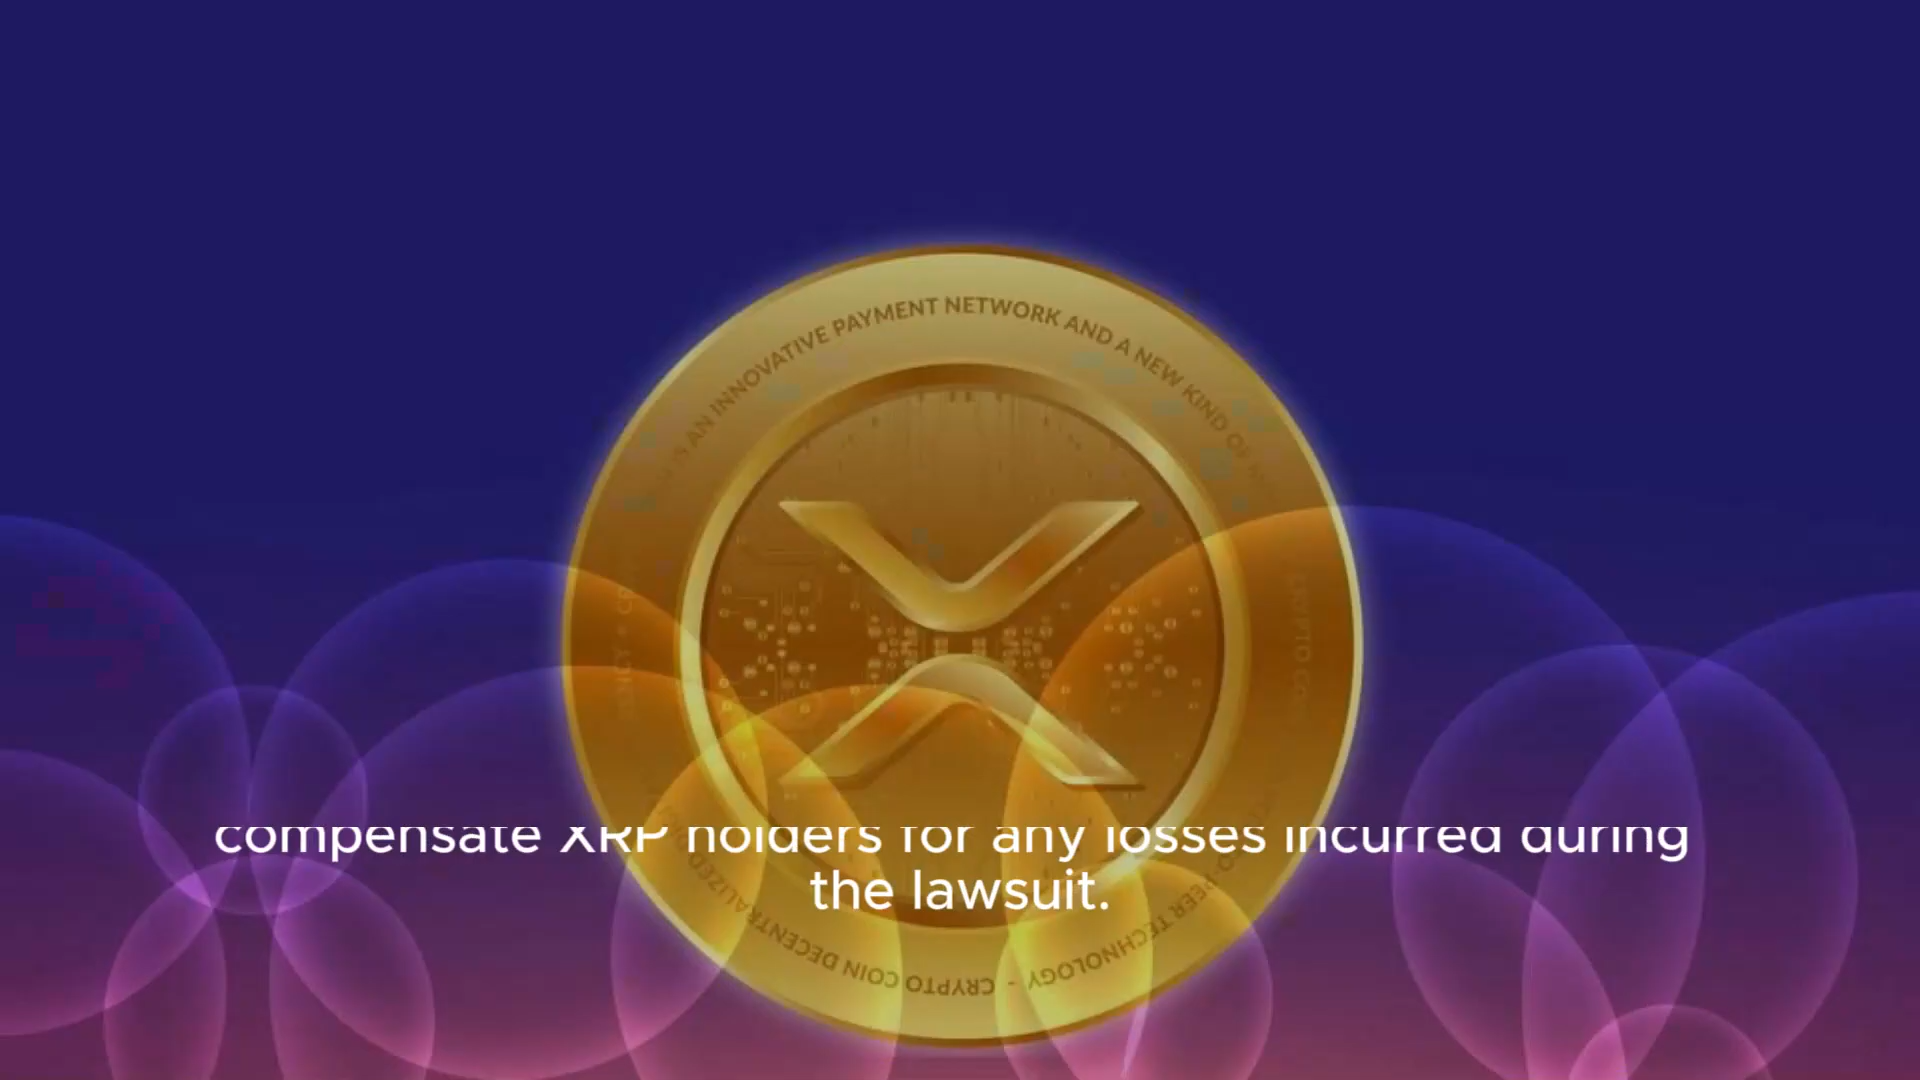 IS AN INNOVATIVE PAYMENT NETWORK AND A NEW KIND OF
compensate XRP holders for any losses incurred during
the lawsuit.
CRYPTO COIN DECENTRALIZED
TECHNOLOGY -